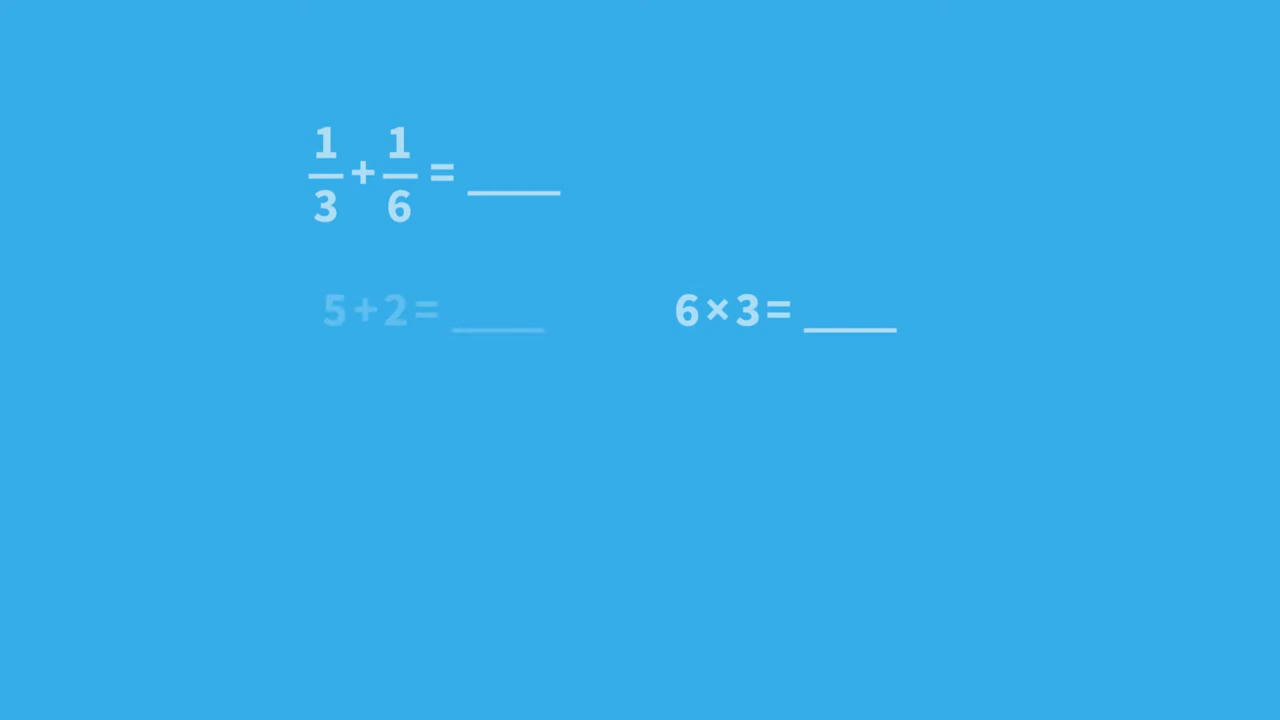 1/3 + 1/6 = ____
5 + 2 = ____ 6 × 3 = ____